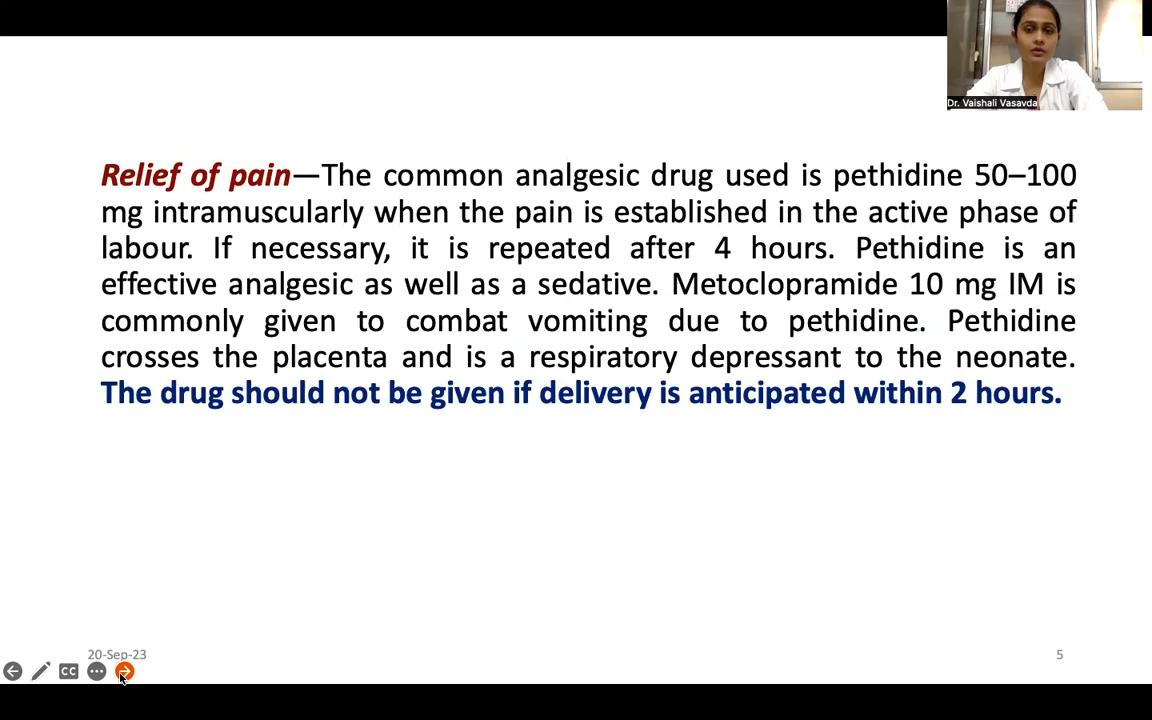 Dr. Vaishali Vasavda
Relief of pain—The common analgesic drug used is pethidine 50–100
mg intramuscularly when the pain is established in the active phase of
labour. If necessary, it is repeated after 4 hours. Pethidine is an
effective analgesic as well as a sedative. Metoclopramide 10 mg IM is
commonly given to combat vomiting due to pethidine. Pethidine
crosses the placenta and is a respiratory depressant to the neonate.
The drug should not be given if delivery is anticipated within 2 hours.
20-Sep-23
5
CC